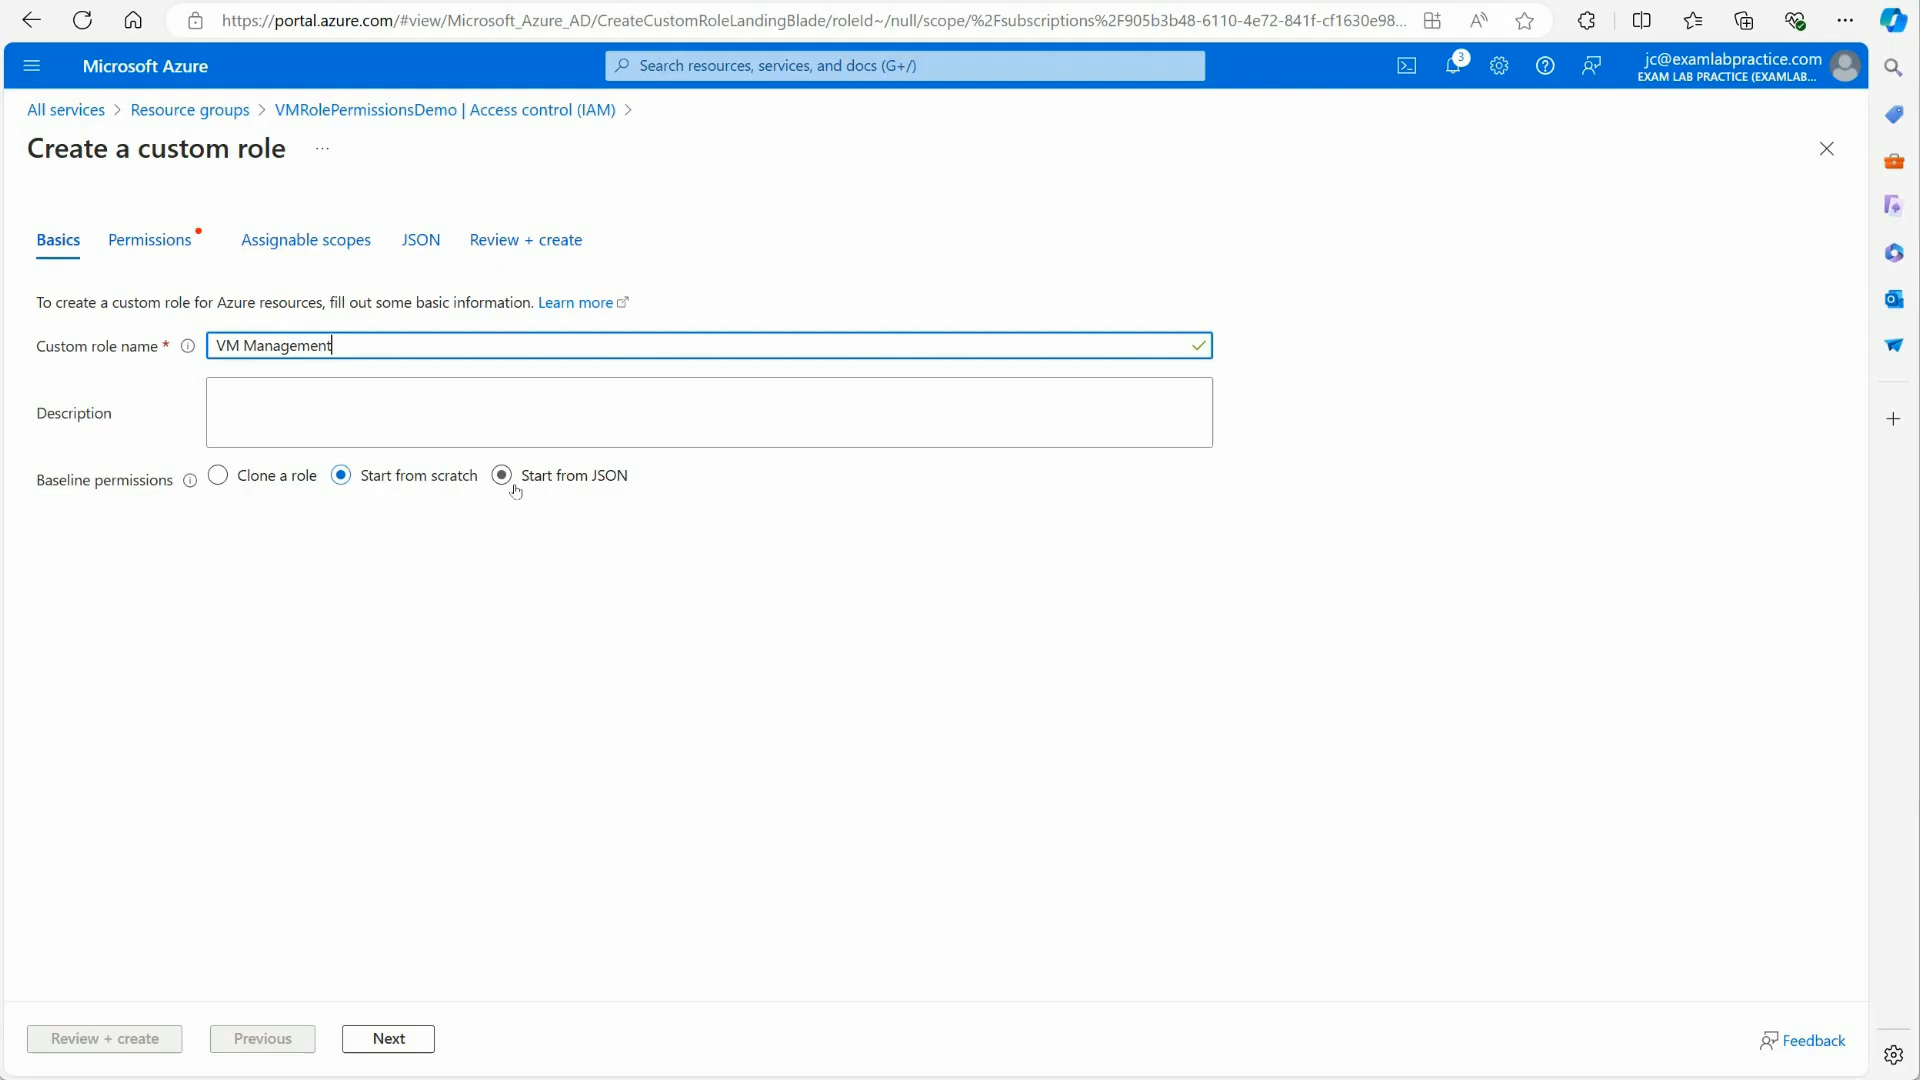 https://portal.azure.com/#view/Microsoft_Azure_AD/CreateCustomRoleLandingBlade/roleId~/null/scope/%2Fsubscriptions%2F905b3b48-6110-4e72-841f-cf1630e98...
Microsoft Azure
Search resources, services, and docs (G+/)
3
jc@examlabpractice.com
EXAM LAB PRACTICE (EXAMLAB...
All services > Resource groups > VMRolePermissionsDemo | Access control (IAM) >
Create a custom role ...
Basics Permissions Assignable scopes JSON Review + create
To create a custom role for Azure resources, fill out some basic information. Learn more
Custom role name * VM Management
Description
Baseline permissions Clone a role Start from scratch Start from JSON
Review + create Previous Next Feedback